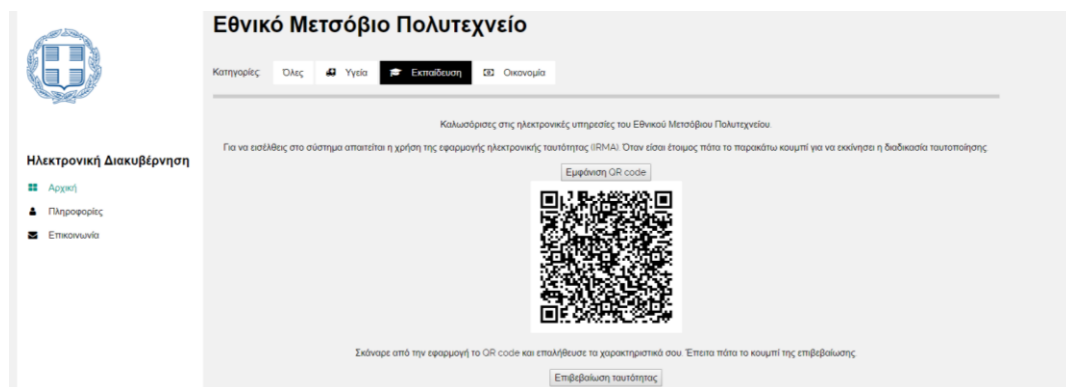 Εθνικό Μετσόβιο Πολυτεχνείο
Κατηγορίες: Όλες Υγεία Εκπαίδευση Οικονομία
Καλωσόρισες στις ηλεκτρονικές υπηρεσίες του Εθνικού Μετσόβιου Πολυτεχνείου.
Για να εισέλθεις στο σύστημα απαιτείται η χρήση της εφαρμογής ηλεκτρονικής ταυτότητας (IRMA). Όταν είσαι έτοιμος πάτα το παρακάτω κουμπί για να εκκίνησει η διαδικασία ταυτοποίησης.
Εμφάνιση QR code
Σκάναρε από την εφαρμογή το QR code και επαλήθευσε τα χαρακτηριστικά σου. Έπειτα πάτα το κουμπί της επιβεβαίωσης.
Επιβεβαίωση ταυτότητας
Ηλεκτρονική Διακυβέρνηση
Αρχική
Πληροφορίες
Επικοινωνία